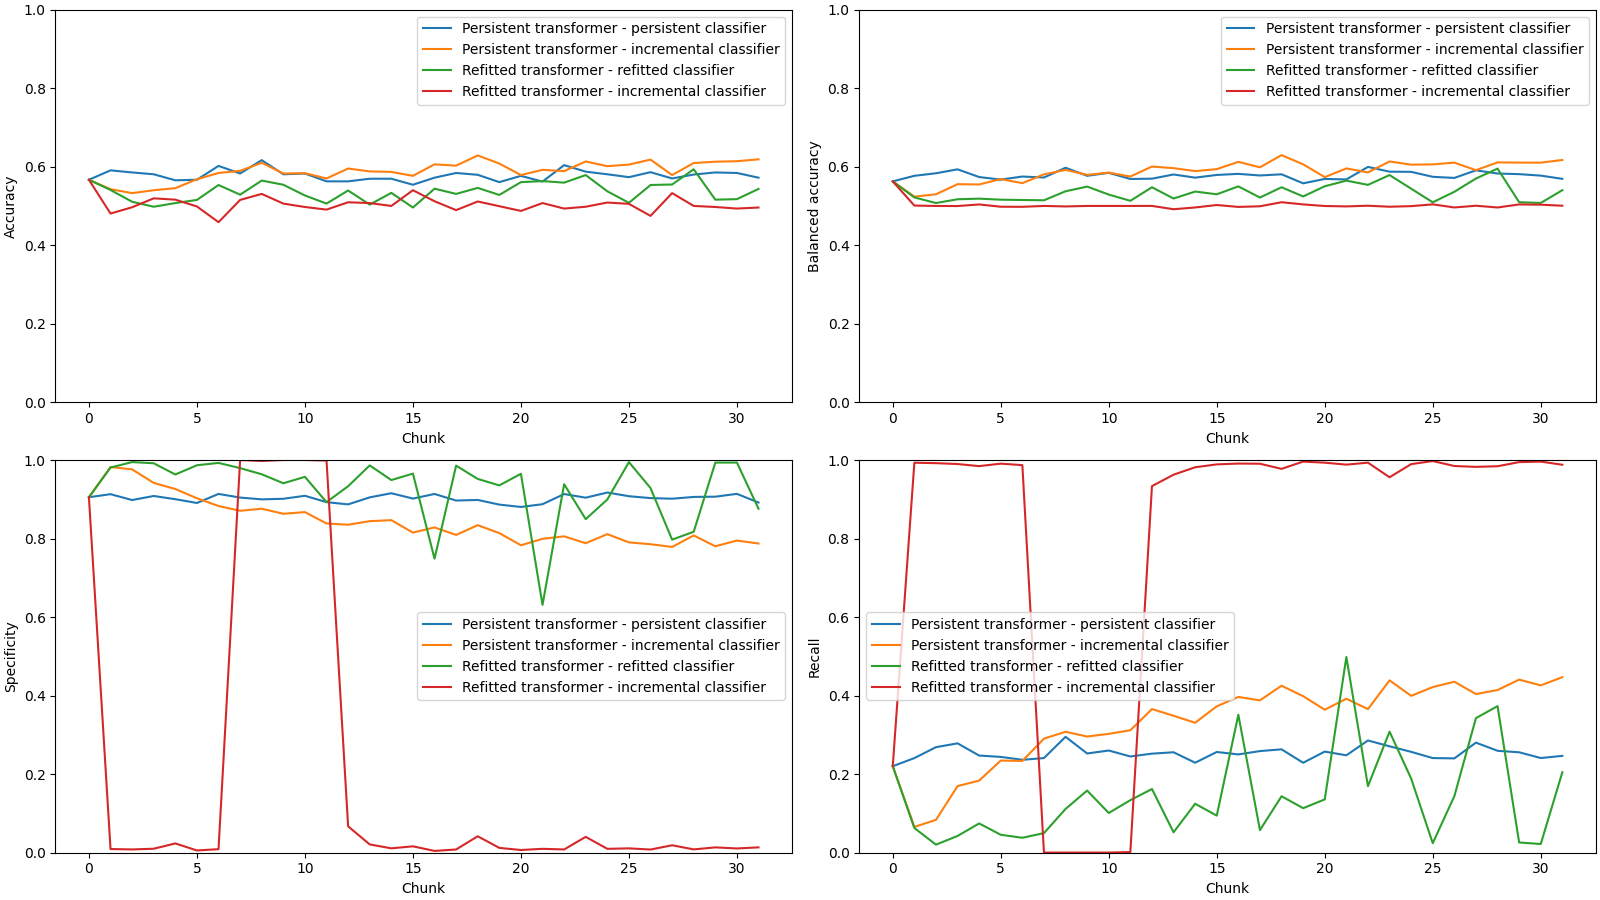 1.0
0.8
0.6
0.4
0.2
0.0
Accuracy
0 5 10 15 20 25 30
Chunk
Persistent transformer - persistent classifier
Persistent transformer - incremental classifier
Refitted transformer - refitted classifier
Refitted transformer - incremental classifier
1.0
0.8
0.6
0.4
0.2
0.0
Balanced accuracy
0 5 10 15 20 25 30
Chunk
Persistent transformer - persistent classifier
Persistent transformer - incremental classifier
Refitted transformer - refitted classifier
Refitted transformer - incremental classifier
1.0
0.8
0.6
0.4
0.2
0.0
Specificity
0 5 10 15 20 25 30
Chunk
Persistent transformer - persistent classifier
Persistent transformer - incremental classifier
Refitted transformer - refitted classifier
Refitted transformer - incremental classifier
1.0
0.8
0.6
0.4
0.2
0.0
Recall
0 5 10 15 20 25 30
Chunk
Persistent transformer - persistent classifier
Persistent transformer - incremental classifier
Refitted transformer - refitted classifier
Refitted transformer - incremental classifier